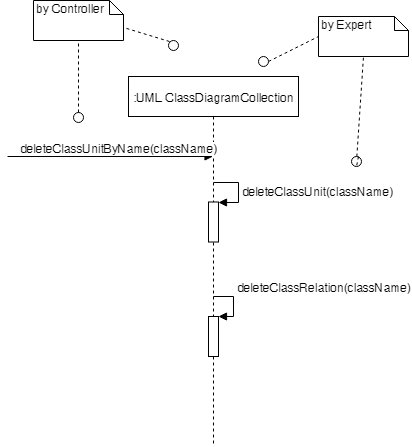 by Controller
by Expert
:UML ClassDiagramCollection
deleteClassUnitByName(className)
deleteClassUnit(className)
deleteClassRelation(className)